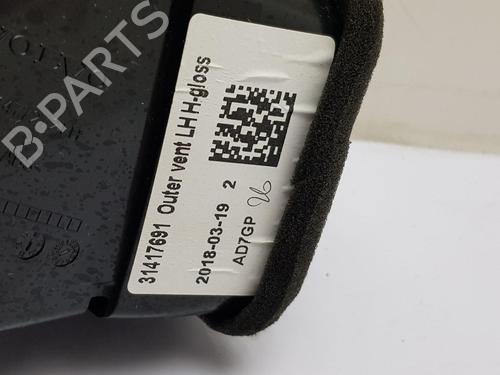 31417691 Outer vent LH H-gloss
2018-03-19 2
AD7GP
B-PARTS